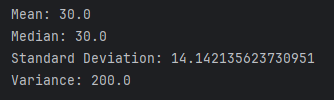 Mean: 30.0
Median: 30.0
Standard Deviation: 14.142135623730951
Variance: 200.0